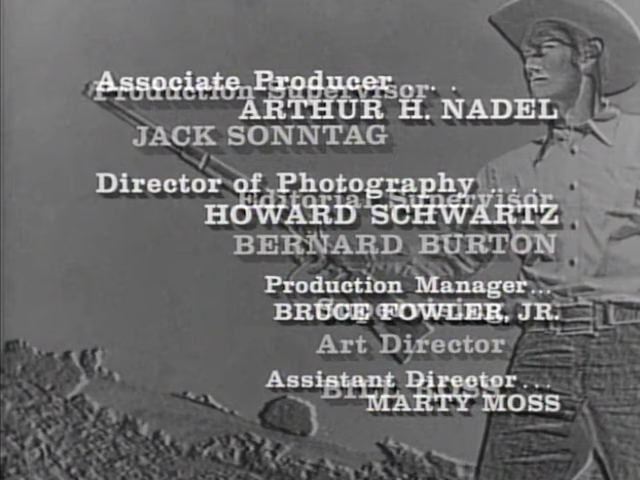 Associate Producer
Production Supervisor . .
ARTHUR H. NADEL
JACK SONNTAG
Director of Photography ....
Editorial Supervisor
HOWARD SCHWARTZ
BERNARD BURTON
Production Manager...
Supervising
BRUCE FOWLER, JR.
Art Director
Assistant Director...
MARTY MOSS